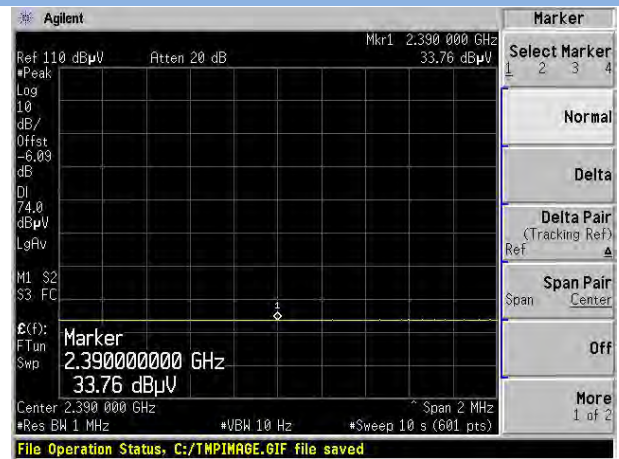 Agilent
Marker
Mkr1 2.390 000 GHz
Ref 110 dBµV
Atten 20 dB
33.76 dBµV
#Peak
Log
10
dB/
Offst
-6.09
dB
DI
74.0
dBµV
LgAv
M1 S2
S3 FC
£(f):
FTun
Swp
1
Marker
2.390000000 GHz
33.76 dBµV
Center 2.390 000 GHz
^ Span 2 MHz
#Res BW 1 MHz
#VBW 10 Hz
#Sweep 10 s (601 pts)
File Operation Status, C:/TMPIMAGE.GIF file saved
Select Marker
1 2 3 4
Normal
Delta
Delta Pair
(Tracking Ref)
Ref Δ
Span Pair
Span Center
Off
More
1 of 2